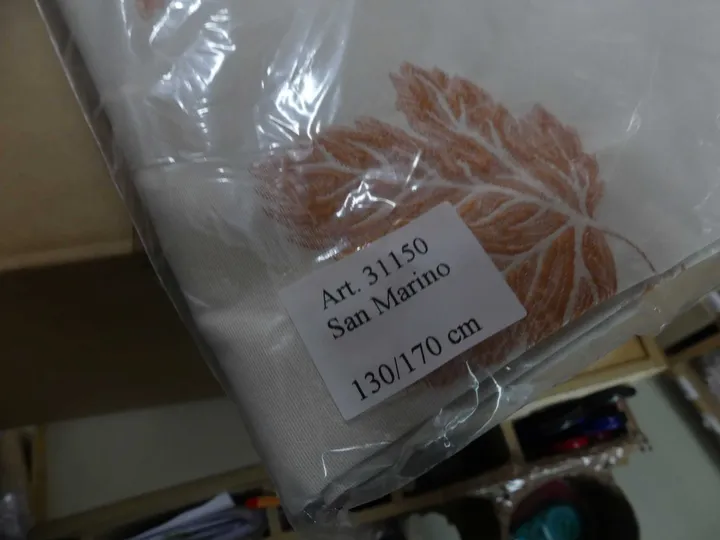 Art. 31150
San Marino
130/170 cm